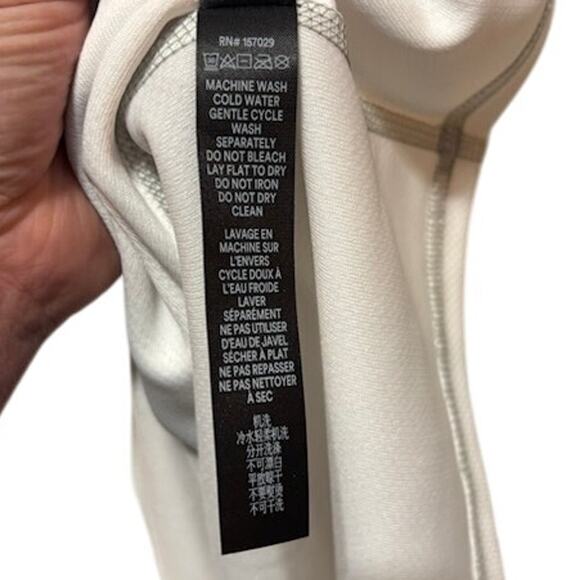 RN# 157029
MACHINE WASH
COLD WATER
GENTLE CYCLE
WASH
SEPARATELY
DO NOT BLEACH
LAY FLAT TO DRY
DO NOT IRON
DO NOT DRY
CLEAN
LAVAGE EN
MACHINE SUR
L'ENVERS
CYCLE DOUX À
L'EAU FROIDE
LAVER
SÉPARÉMENT
NE PAS UTILISER
D'EAU DE JAVEL
SÉCHER À PLAT
NE PAS REPASSER
NE PAS NETTOYER
À SEC
机洗
冷水轻柔机洗
分开洗涤
不可漂白
平放晾干
不要熨烫
不可干洗